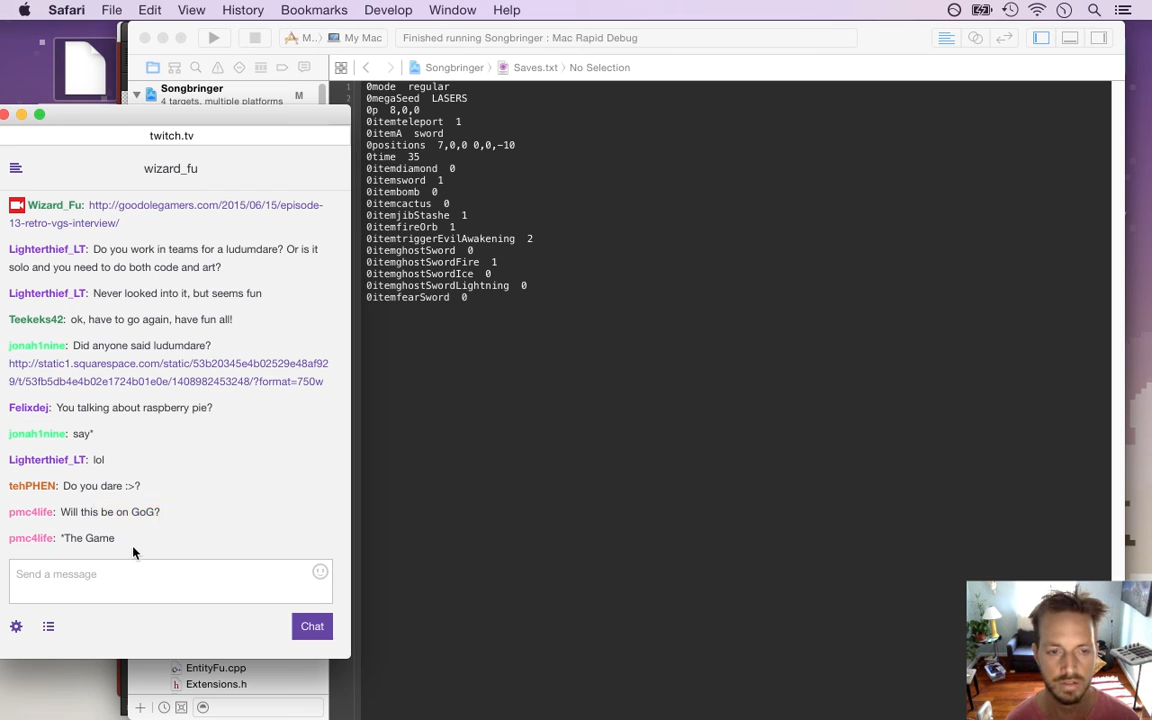 Safari File Edit View History Bookmarks Develop Window Help
M.. My Mac
Finished running Songbringer : Mac Rapid Debug
Songbringer Saves.txt No Selection
Songbringer M
4 targets, multiple platforms
twitch.tv
wizard_fu
Wizard_Fu: http://goodolegamers.com/2015/06/15/episode-
13-retro-vgs-interview/
Lighterthief_LT: Do you work in teams for a ludumdare? Or is it
solo and you need to do both code and art?
Lighterthief_LT: Never looked into it, but seems fun
Teekeks42: ok, have to go again, have fun all!
jonah1nine: Did anyone said ludumdare?
http://static1.squarespace.com/static/53b20345e4b02529e48af92
9/t/53fb5db4e4b02e1724b01e0e/1408982453248/?format=750w
Felixdej: You talking about raspberry pie?
jonah1nine: say*
Lighterthief_LT: lol
tehPHEN: Do you dare :>?
pmc4life: Will this be on GoG?
pmc4life: *The Game
Send a message
Chat
EntityFu.cpp
Extensions.h
1
2
0mode regular
0megaSeed LASERS
0p 8,0,0
0itemteleport 1
0itemA sword
0positions 7,0,0 0,0,-10
0time 35
0itemdiamond 0
0itemsword 1
0itembomb 0
0itemcactus 0
0itemjibStashe 1
0itemfireOrb 1
0itemtriggerEvilAwakening 2
0itemghostSword 0
0itemghostSwordFire 1
0itemghostSwordIce 0
0itemghostSwordLightning 0
0itemfearSword 0